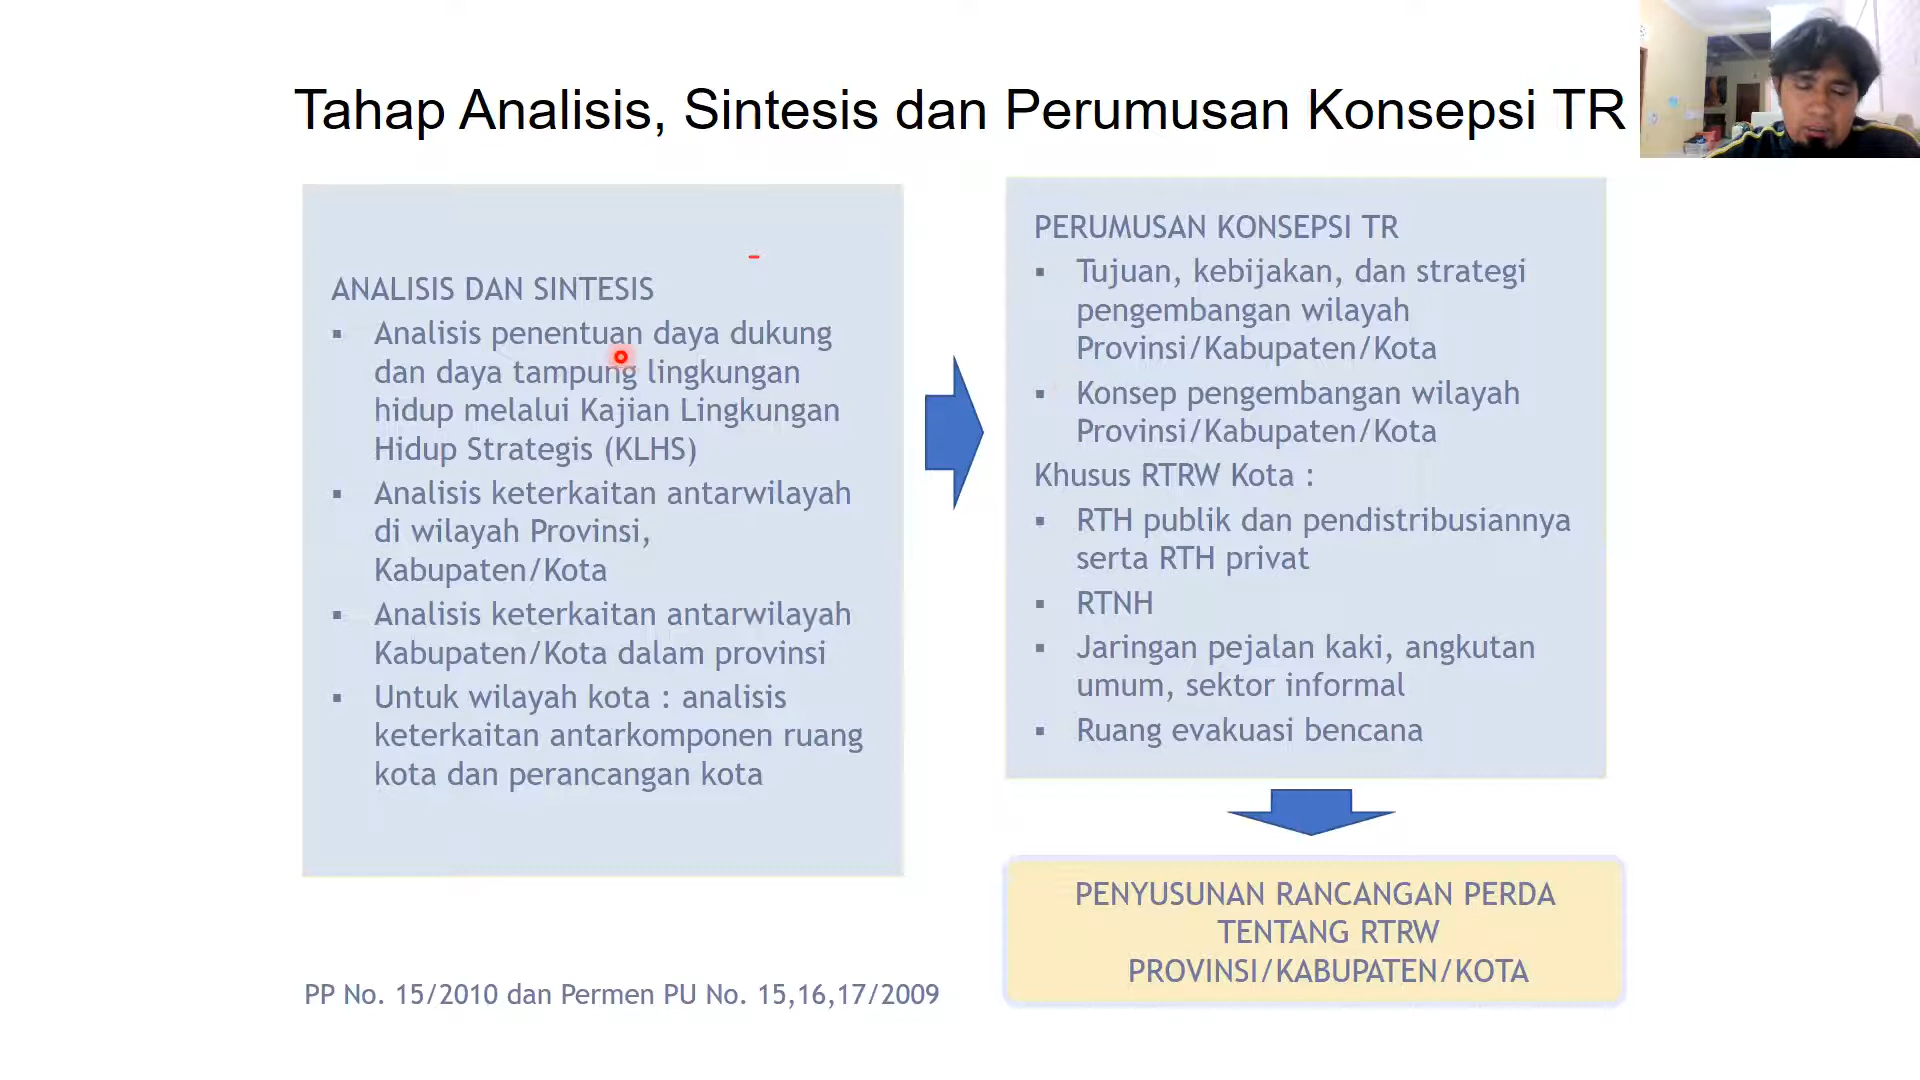 Tahap Analisis, Sintesis dan Perumusan Konsepsi TR
ANALISIS DAN SINTESIS
▪ Analisis penentuan daya dukung
dan daya tampung lingkungan
hidup melalui Kajian Lingkungan
Hidup Strategis (KLHS)
▪ Analisis keterkaitan antarwilayah
di wilayah Provinsi,
Kabupaten/Kota
▪ Analisis keterkaitan antarwilayah
Kabupaten/Kota dalam provinsi
▪ Untuk wilayah kota : analisis
keterkaitan antarkomponen ruang
kota dan perancangan kota
PERUMUSAN KONSEPSI TR
▪ Tujuan, kebijakan, dan strategi
pengembangan wilayah
Provinsi/Kabupaten/Kota
▪ Konsep pengembangan wilayah
Provinsi/Kabupaten/Kota
Khusus RTRW Kota :
▪ RTH publik dan pendistribusiannya
serta RTH privat
▪ RTNH
▪ Jaringan pejalan kaki, angkutan
umum, sektor informal
▪ Ruang evakuasi bencana
PENYUSUNAN RANCANGAN PERDA
TENTANG RTRW
PROVINSI/KABUPATEN/KOTA
PP No. 15/2010 dan Permen PU No. 15,16,17/2009